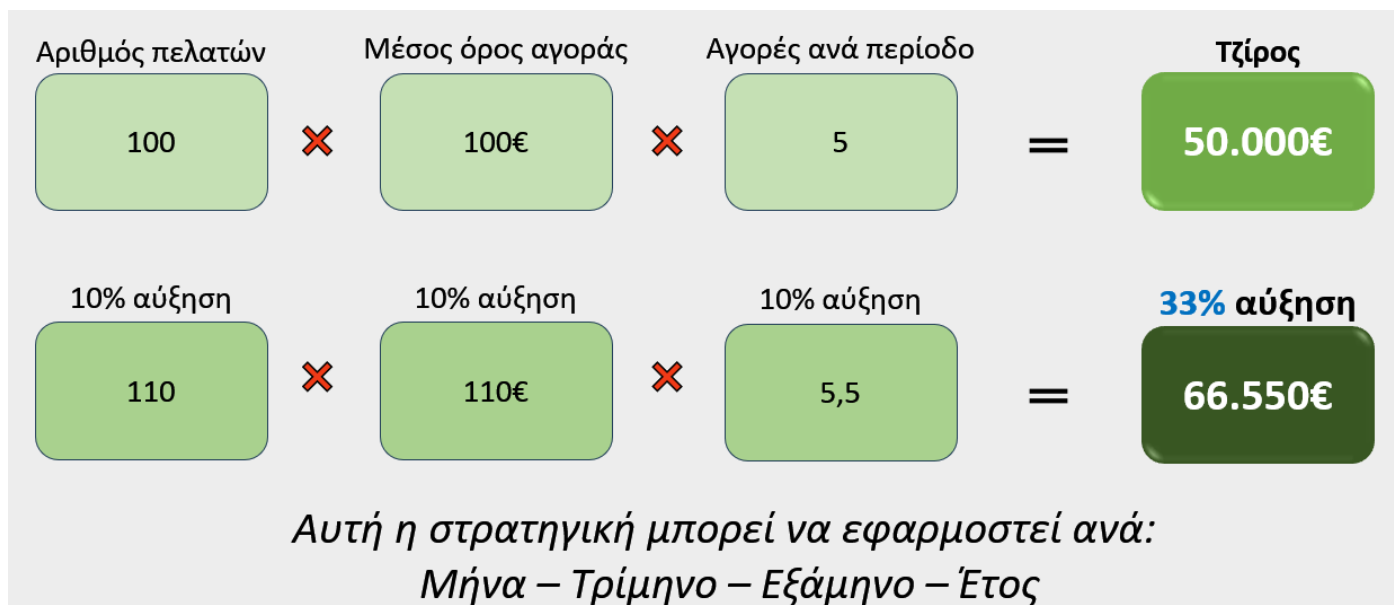 Αριθμός πελατών Μέσος όρος αγοράς Αγορές ανά περίοδο Τζίρος
100 100€ 5 = 50.000€
10% αύξηση 10% αύξηση 10% αύξηση 33% αύξηση
110 110€ 5,5 = 66.550€
Αυτή η στρατηγική μπορεί να εφαρμοστεί ανά:
Μήνα – Τρίμηνο – Εξάμηνο – Έτος